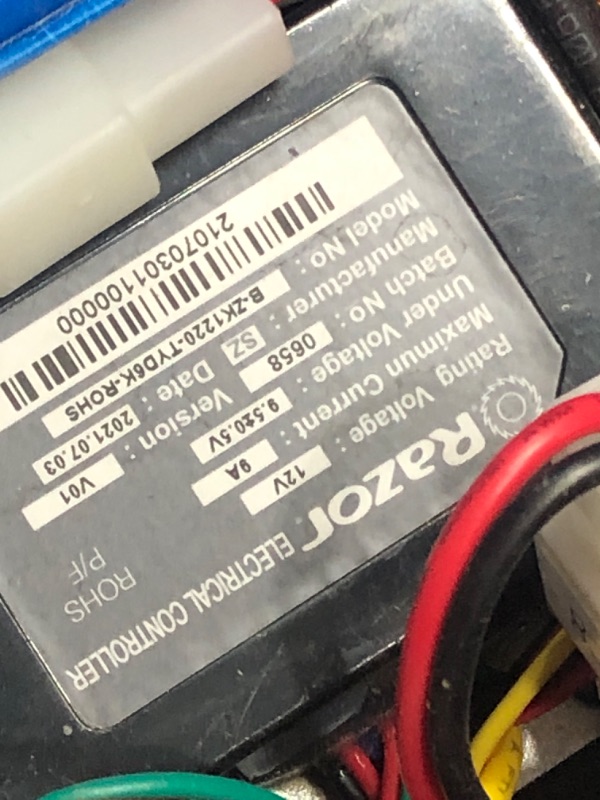 Razor ELECTRICAL CONTROLLER
Rating Voltage: 12V
ROHS
P/F
Maximun Current: 9A
Under Voltage: 9.5±0.5V Version: V01
Batch No: 0658 Date: 2021.07.03
Manufacturer SZ
Model No: B-ZK1220-TYD6K-ROHS
21070301100000